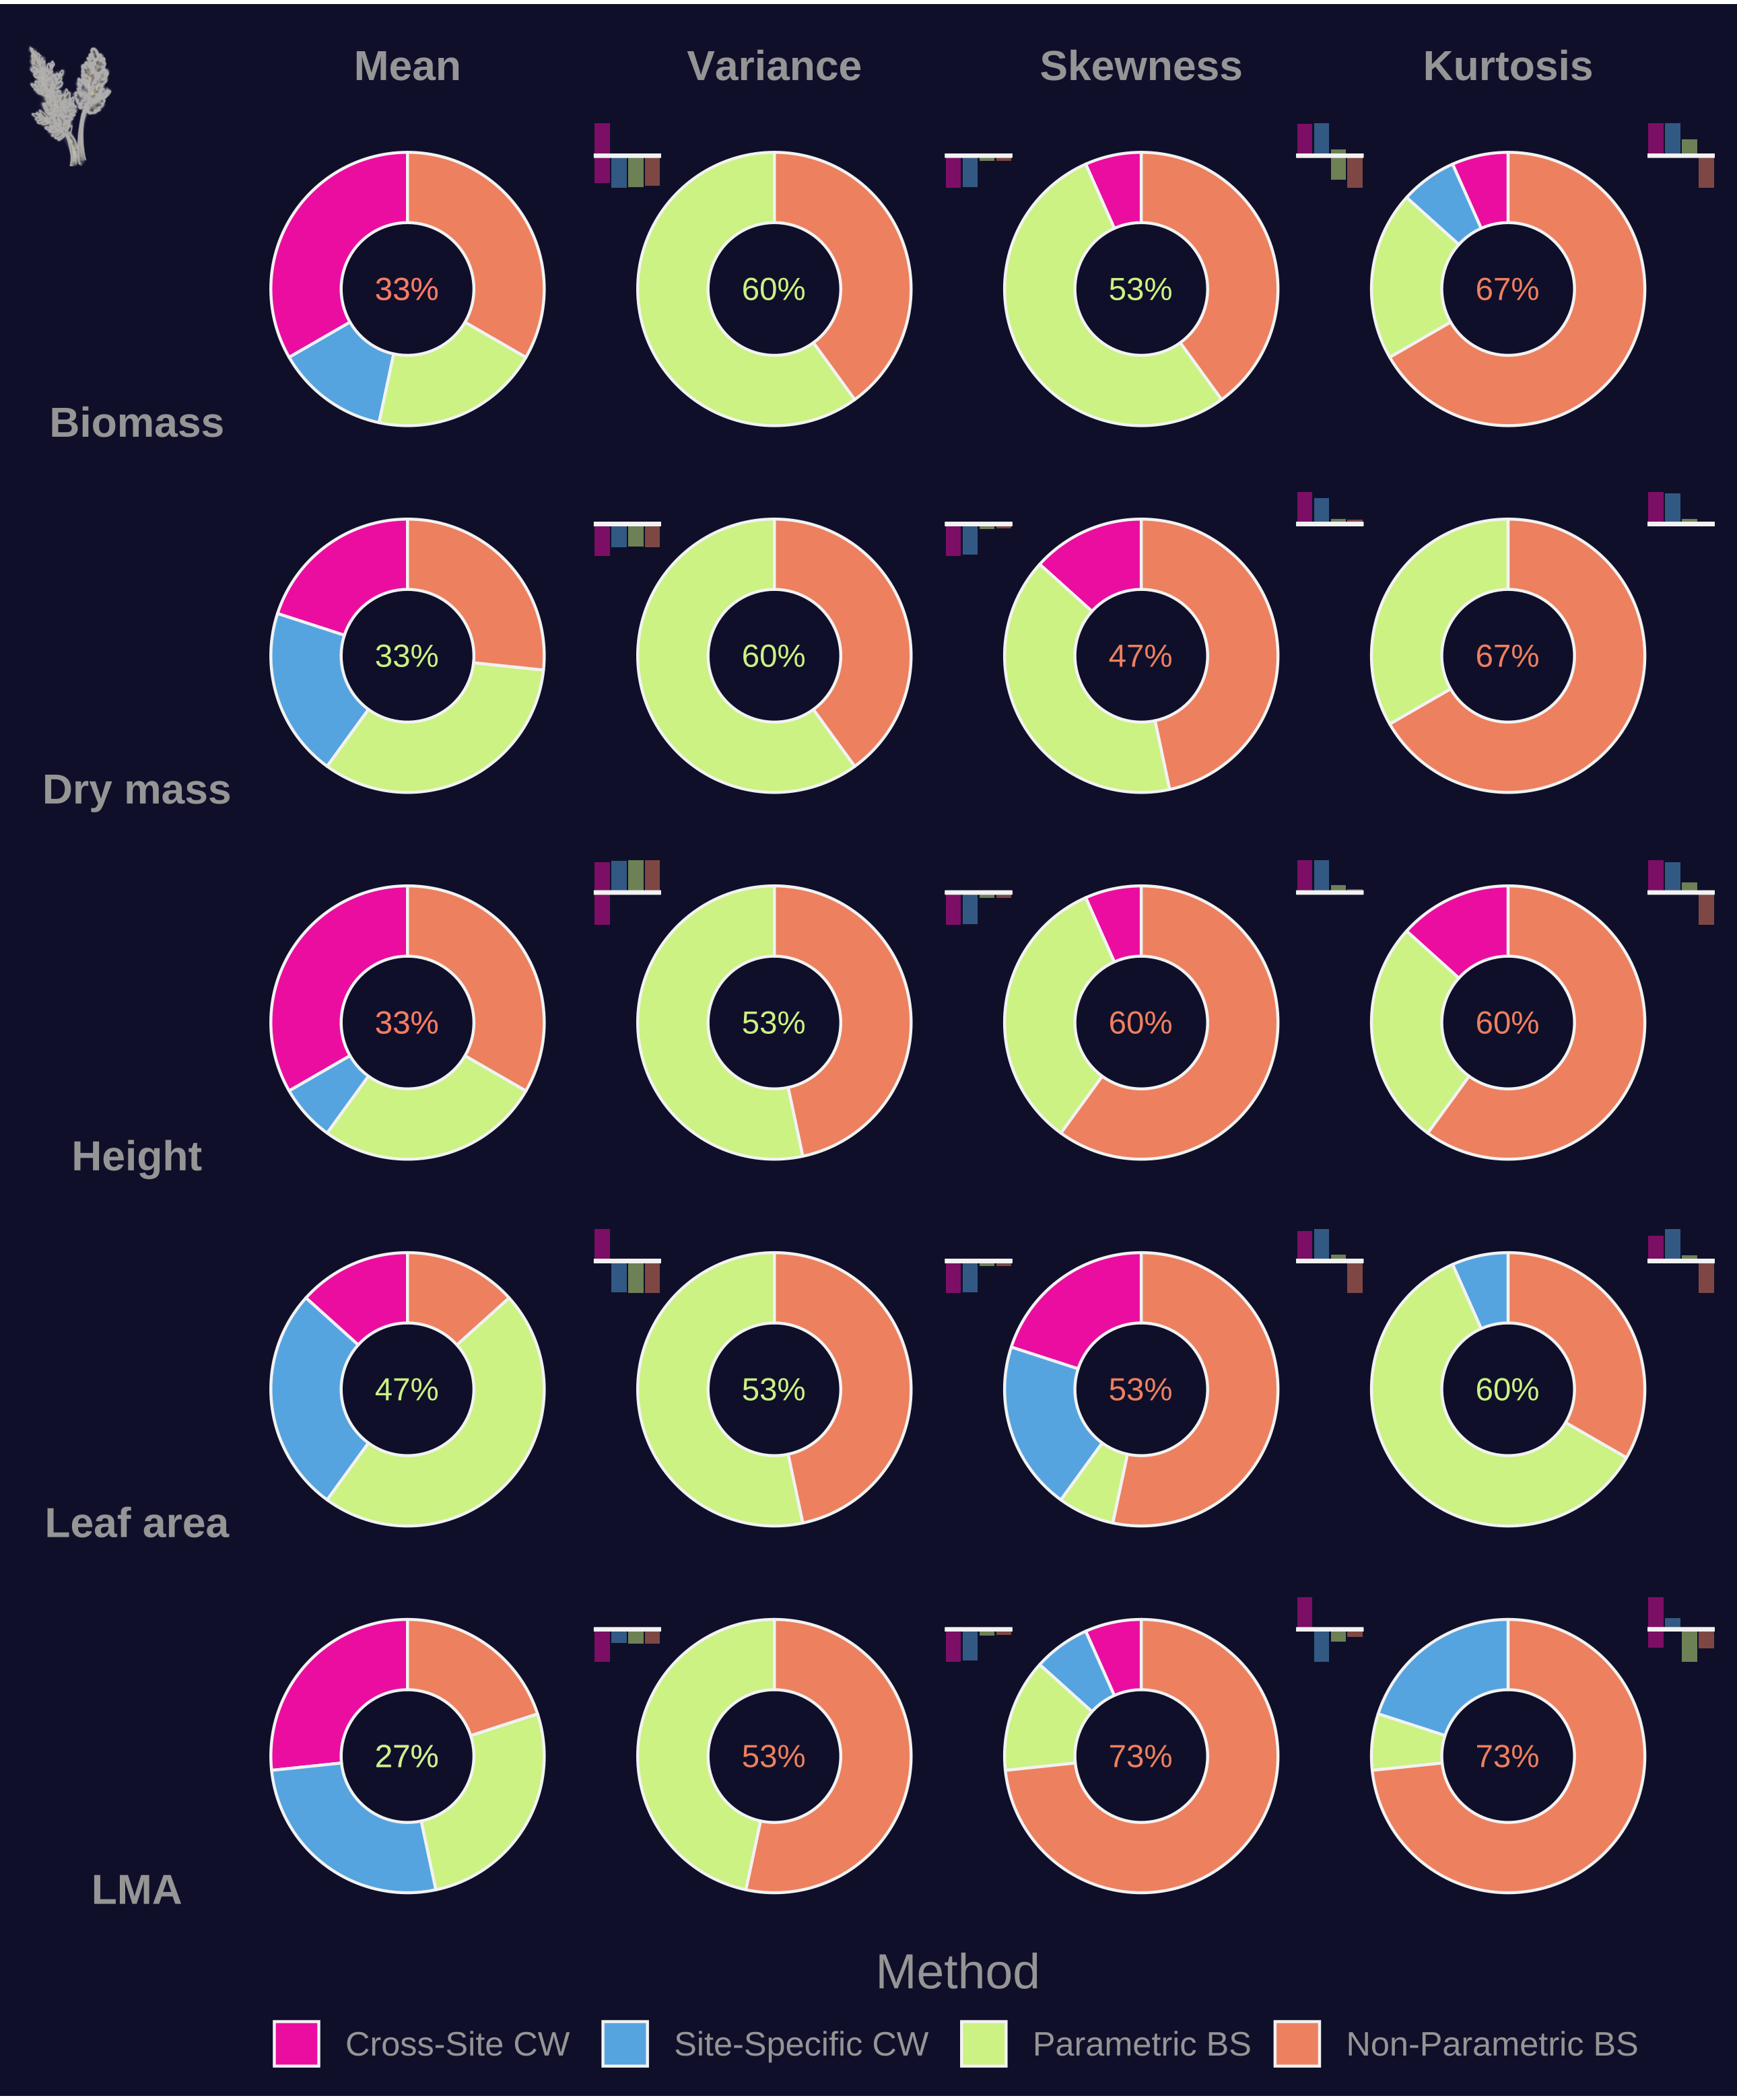 Mean Variance Skewness Kurtosis
33% 60% 53% 67%
Biomass
33% 60% 47% 67%
Dry mass
33% 53% 60% 60%
Height
47% 53% 53% 60%
Leaf area
27% 53% 73% 73%
LMA
Method
Cross-Site CW Site-Specific CW Parametric BS Non-Parametric BS